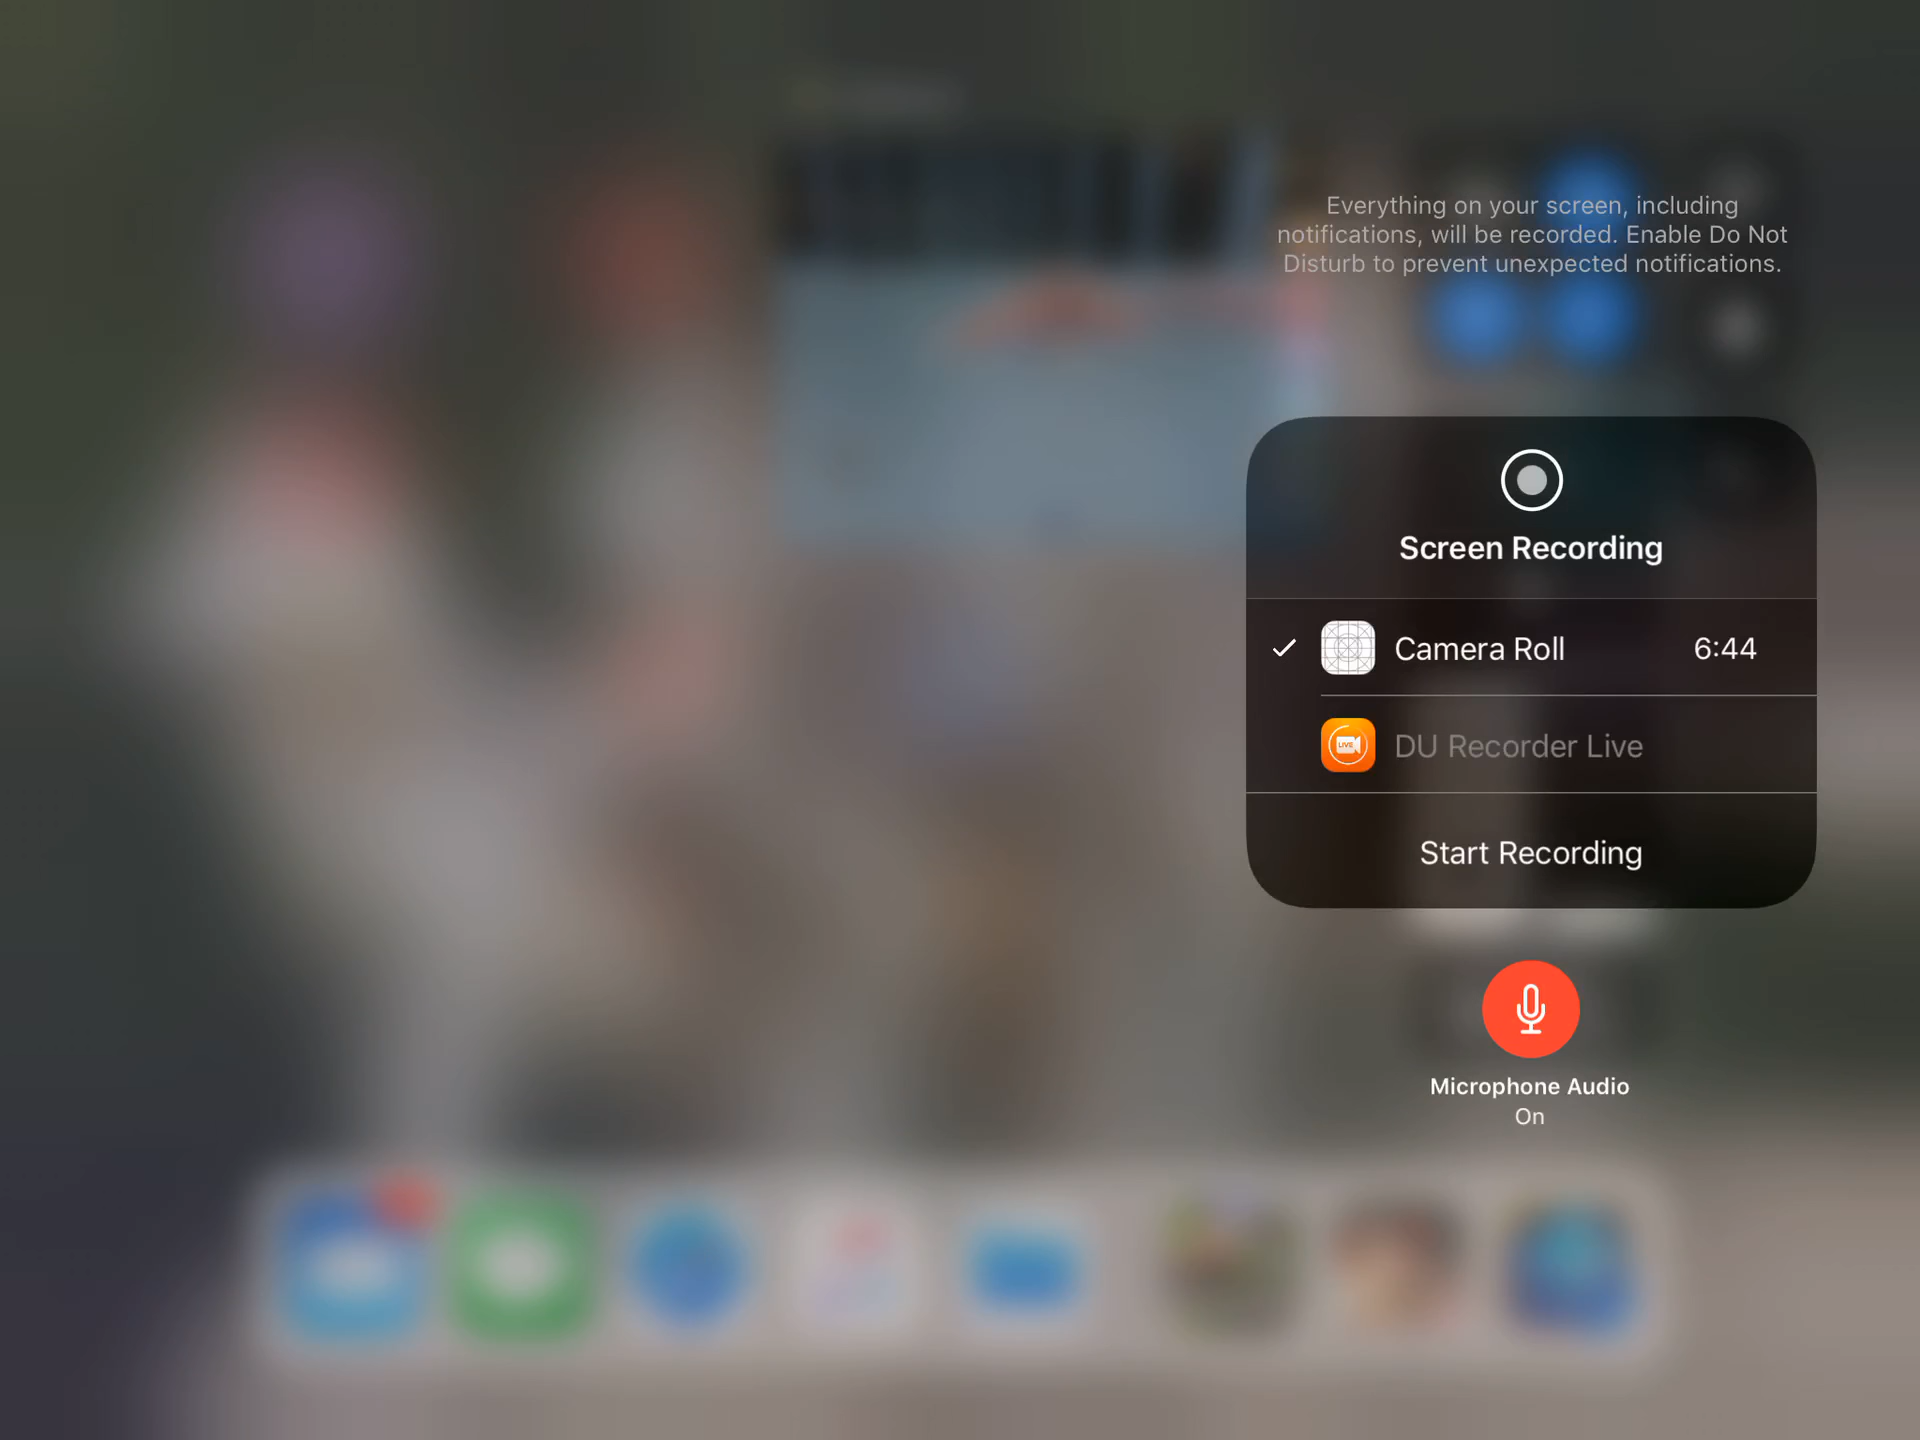 Everything on your screen, including
notifications, will be recorded. Enable Do Not
Disturb to prevent unexpected notifications.
Screen Recording
Camera Roll 6:44
LIVE
DU Recorder Live
Start Recording
Microphone Audio
On